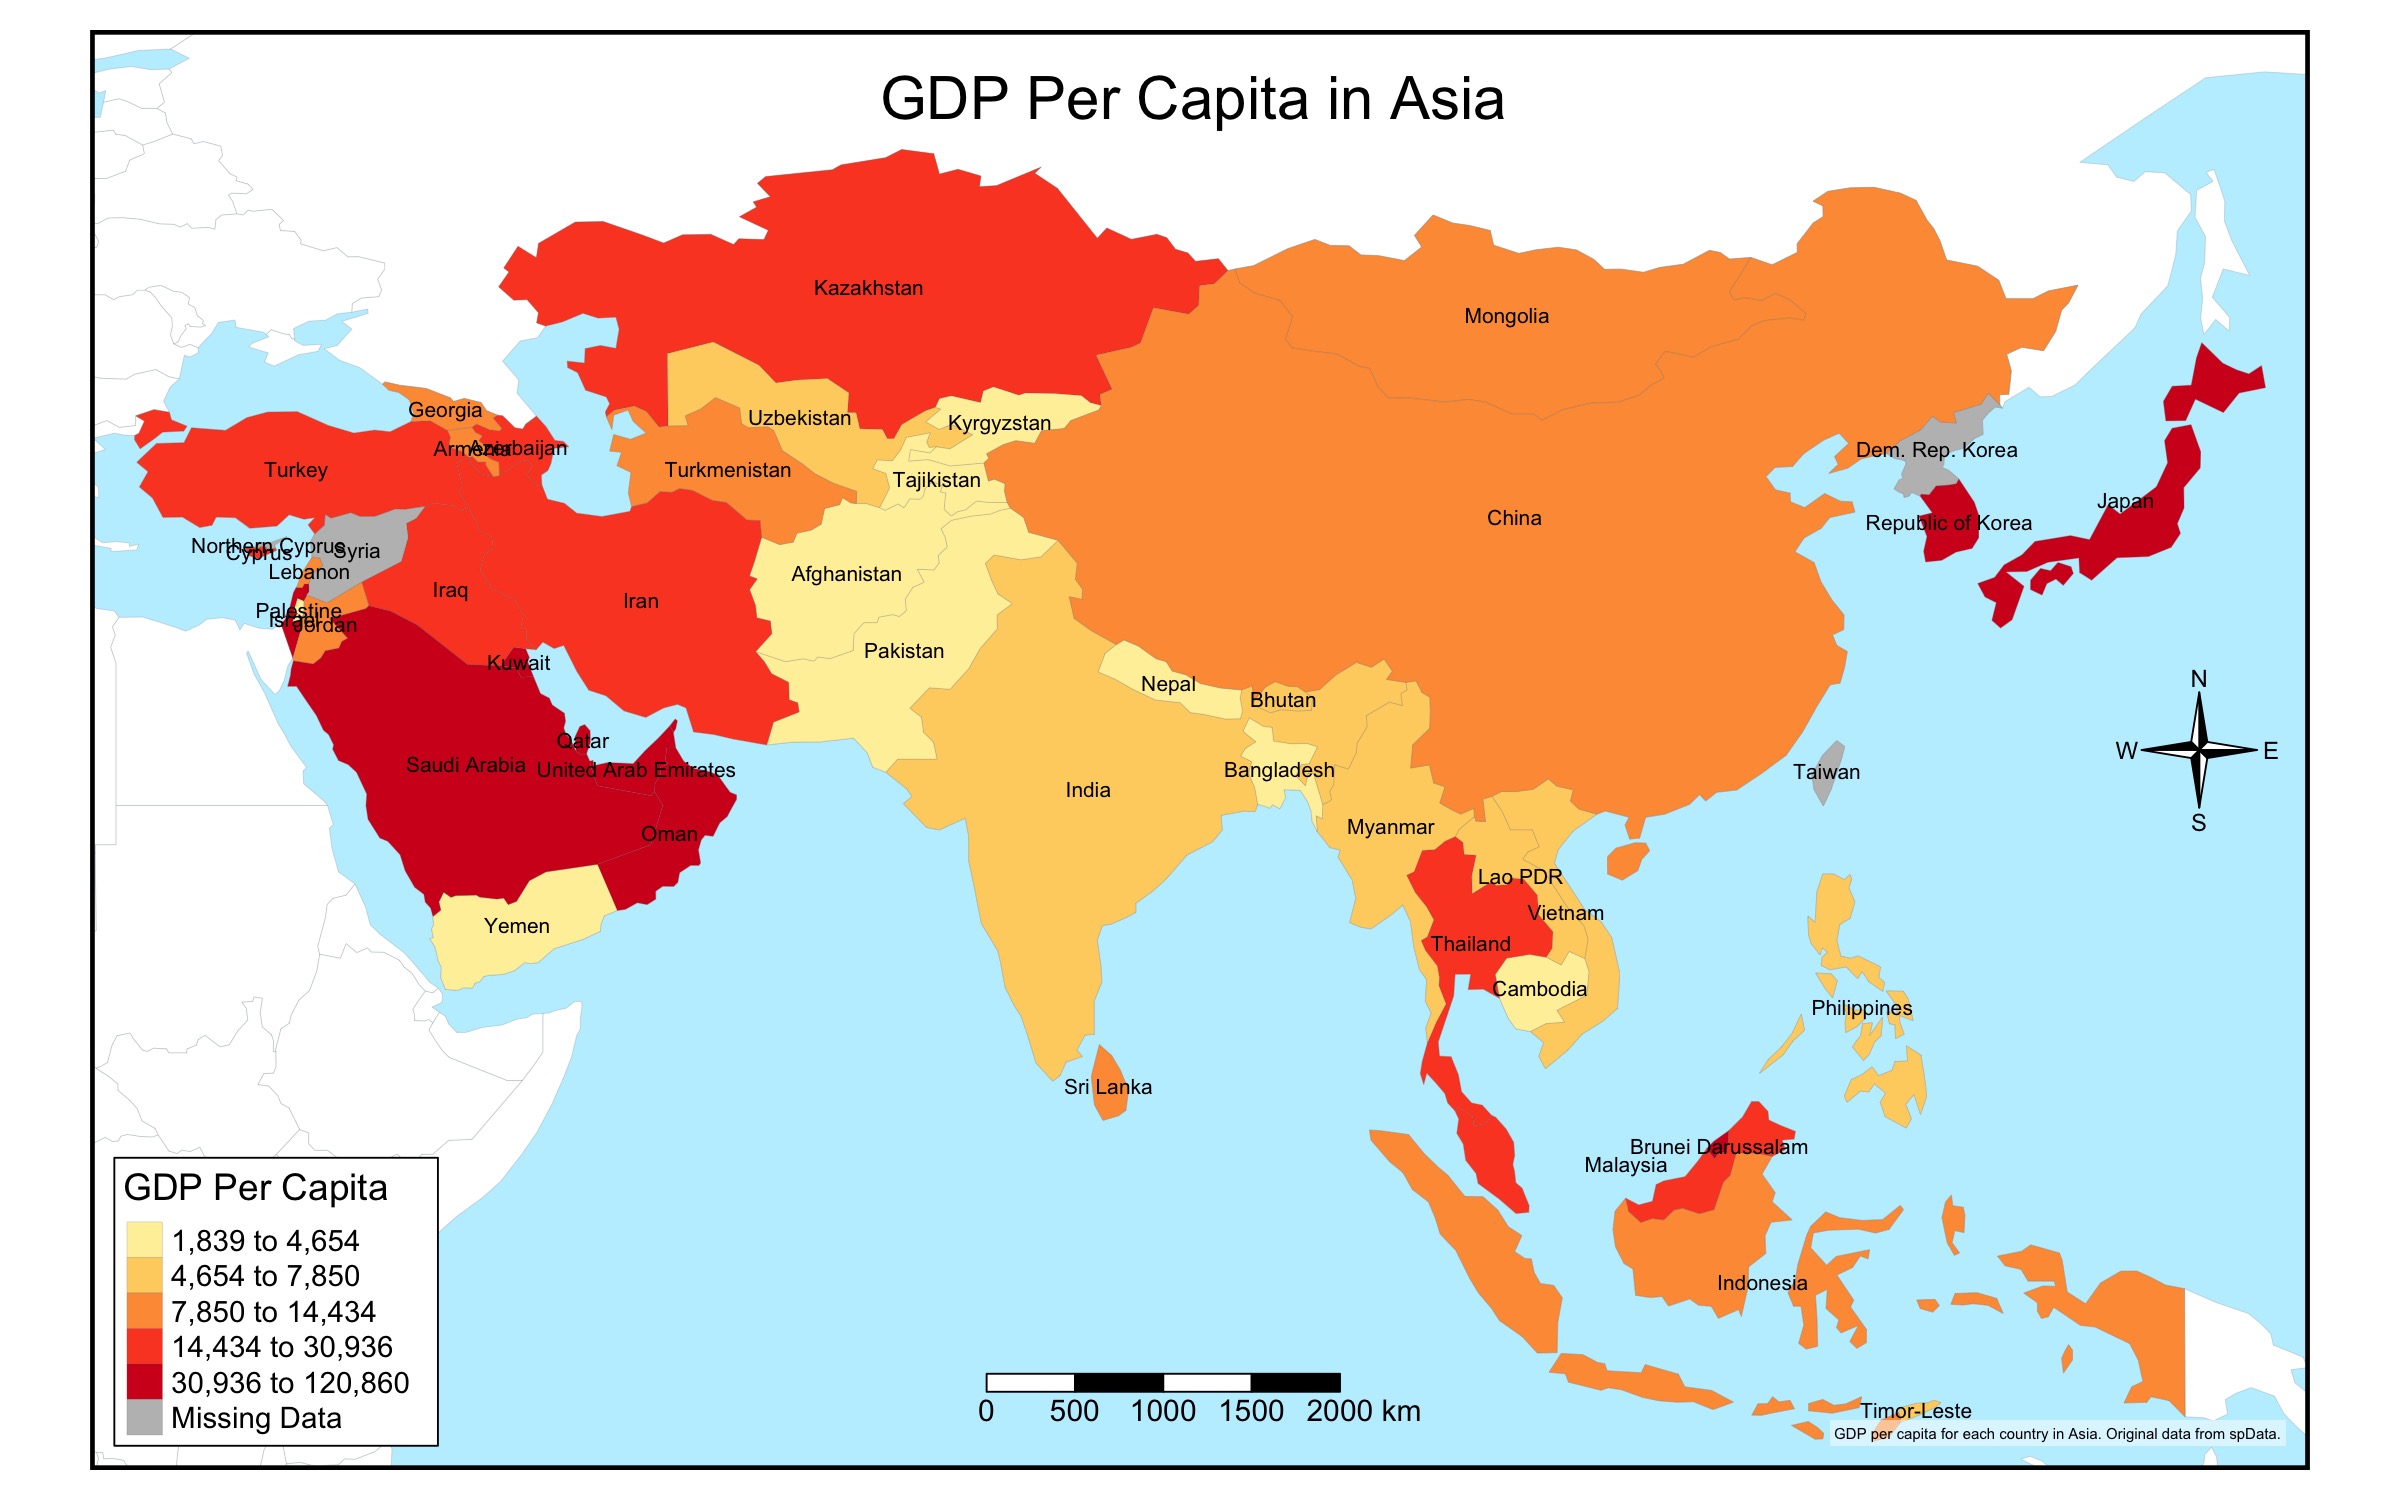 GDP Per Capita in Asia
Kazakhstan
Mongolia
Georgia
Uzbekistan
Kyrgyzstan
Armenia
Azerbaijan
Dem. Rep. Korea
Turkey
Turkmenistan
Tajikistan
Japan
China
Republic of Korea
Northern Cyprus
Cyprus
Syria
Lebanon
Afghanistan
Iraq
Iran
Palestine
Israel
Jordan
Pakistan
Kuwait
Nepal
Bhutan
N
W
E
S
Qatar
Saudi Arabia
United Arab Emirates
Bangladesh
Taiwan
India
Oman
Myanmar
Lao PDR
Yemen
Vietnam
Thailand
Cambodia
Philippines
Sri Lanka
Brunei Darussalam
Malaysia
Indonesia
Timor-Leste
GDP Per Capita
1,839 to 4,654
4,654 to 7,850
7,850 to 14,434
14,434 to 30,936
30,936 to 120,860
Missing Data
0 500 1000 1500 2000 km
GDP per capita for each country in Asia. Original data from spData.